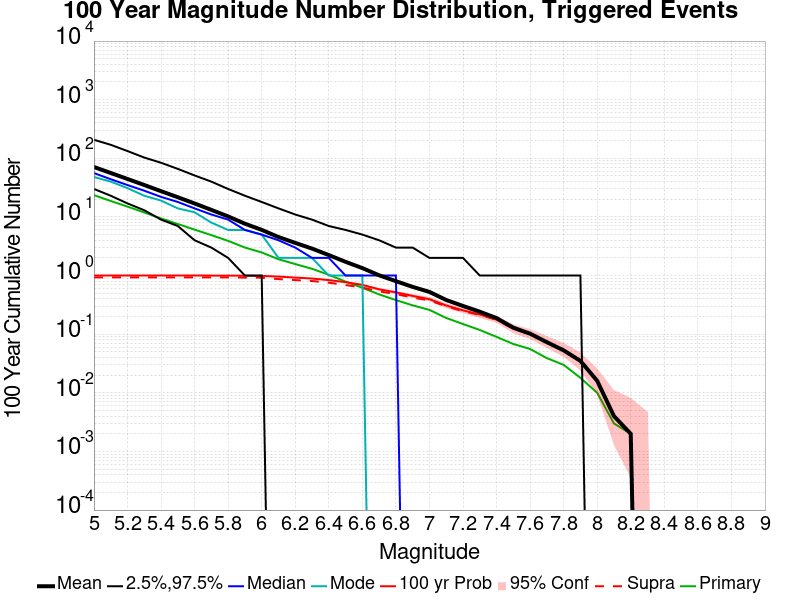 100 Year Magnitude Number Distribution, Triggered Events
10^4
10^3
10^2
10^1
10^0
10^-1
10^-2
10^-3
10^-4
100 Year Cumulative Number
5 5.2 5.4 5.6 5.8 6 6.2 6.4 6.6 6.8 7 7.2 7.4 7.6 7.8 8 8.2 8.4 8.6 8.8 9
Magnitude
Mean 2.5%,97.5% Median Mode 100 yr Prob 95% Conf Supra Primary